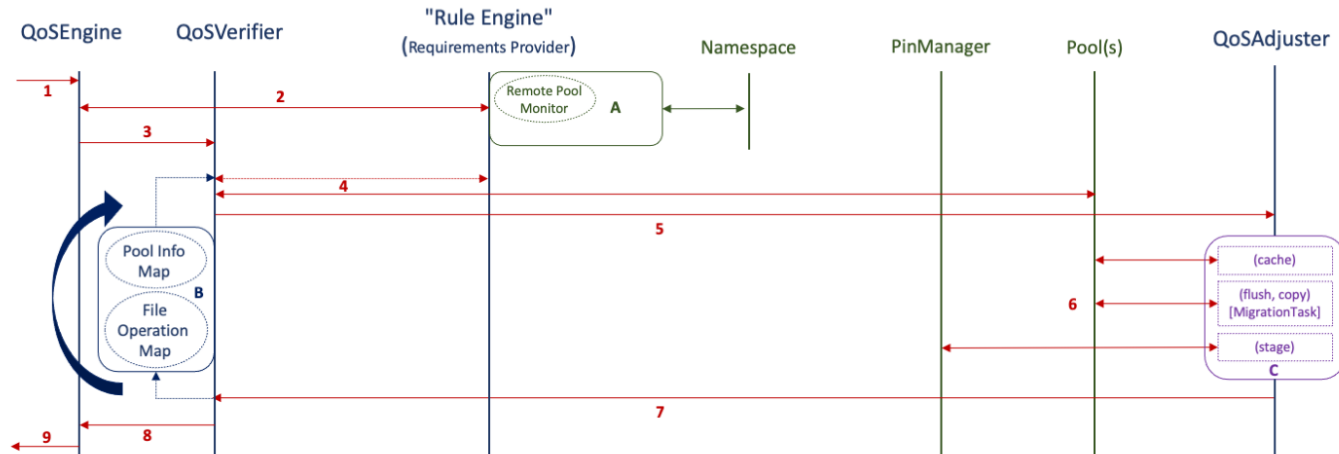 QoSEngine
QoSVerifier
"Rule Engine"
(Requirements Provider)
Namespace
PinManager
Pool(s)
QoSAdjuster
1
2
Remote Pool
Monitor
A
3
4
5
Pool Info
Map
B
File
Operation
Map
(cache)
6
(flush, copy)
[MigrationTask]
(stage)
C
7
8
9